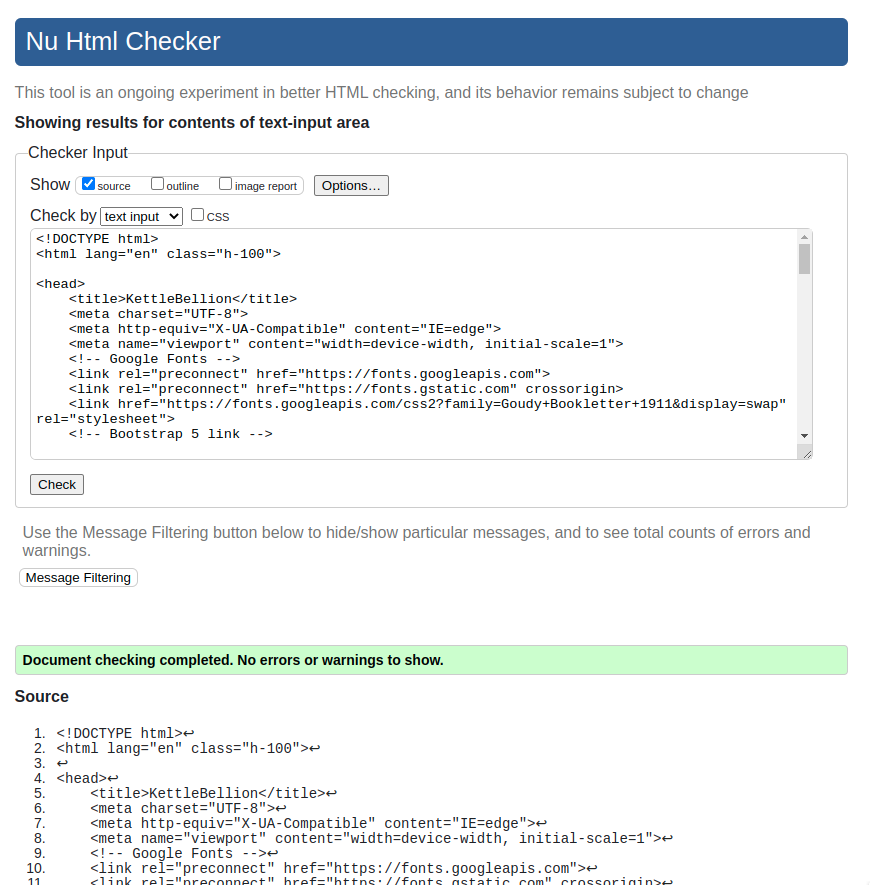 Nu Html Checker
This tool is an ongoing experiment in better HTML checking, and its behavior remains subject to change
Showing results for contents of text-input area
Checker Input
Show source outline image report Options…
Check by text input CSS
<!DOCTYPE html>
<html lang="en" class="h-100">
<head>
<title>KettleBellion</title>
<meta charset="UTF-8">
<meta http-equiv="X-UA-Compatible" content="IE=edge">
<meta name="viewport" content="width=device-width, initial-scale=1">
<!-- Google Fonts -->
<link rel="preconnect" href="https://fonts.googleapis.com">
<link rel="preconnect" href="https://fonts.gstatic.com" crossorigin>
<link href="https://fonts.googleapis.com/css2?family=Goudy+Bookletter+1911&display=swap"
rel="stylesheet">
<!-- Bootstrap 5 link -->
Check
Use the Message Filtering button below to hide/show particular messages, and to see total counts of errors and
warnings.
Message Filtering
Document checking completed. No errors or warnings to show.
Source
1. <!DOCTYPE html>↩
2. <html lang="en" class="h-100">↩
3. ↩
4. <head>↩
5. <title>KettleBellion</title>↩
6. <meta charset="UTF-8">↩
7. <meta http-equiv="X-UA-Compatible" content="IE=edge">↩
8. <meta name="viewport" content="width=device-width, initial-scale=1">↩
9. <!-- Google Fonts -->↩
10. <link rel="preconnect" href="https://fonts.googleapis.com">↩
11. <link rel="preconnect" href="https://fonts.gstatic.com" crossorigin>↩